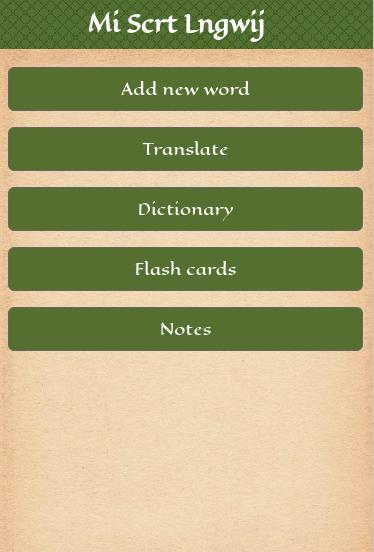 Mi Scrt Lngwij
Add new word
Translate
Dictionary
Flash cards
Notes